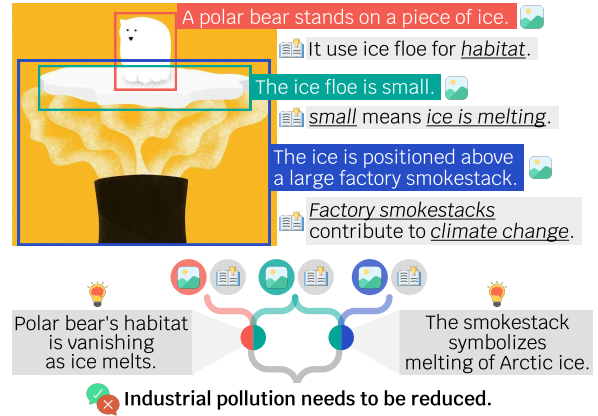 A polar bear stands on a piece of ice.
It use ice floe for habitat.
The ice floe is small.
small means ice is melting.
The ice is positioned above
a large factory smokestack.
Factory smokestacks
contribute to climate change.
Polar bear's habitat
is vanishing
as ice melts.
The smokestack
symbolizes
melting of Arctic ice.
Industrial pollution needs to be reduced.